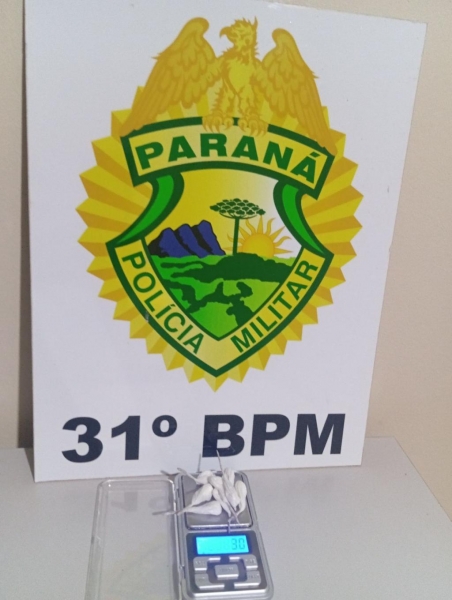 PARANÁ
POLÍCIA MILITAR
31º BPM
30